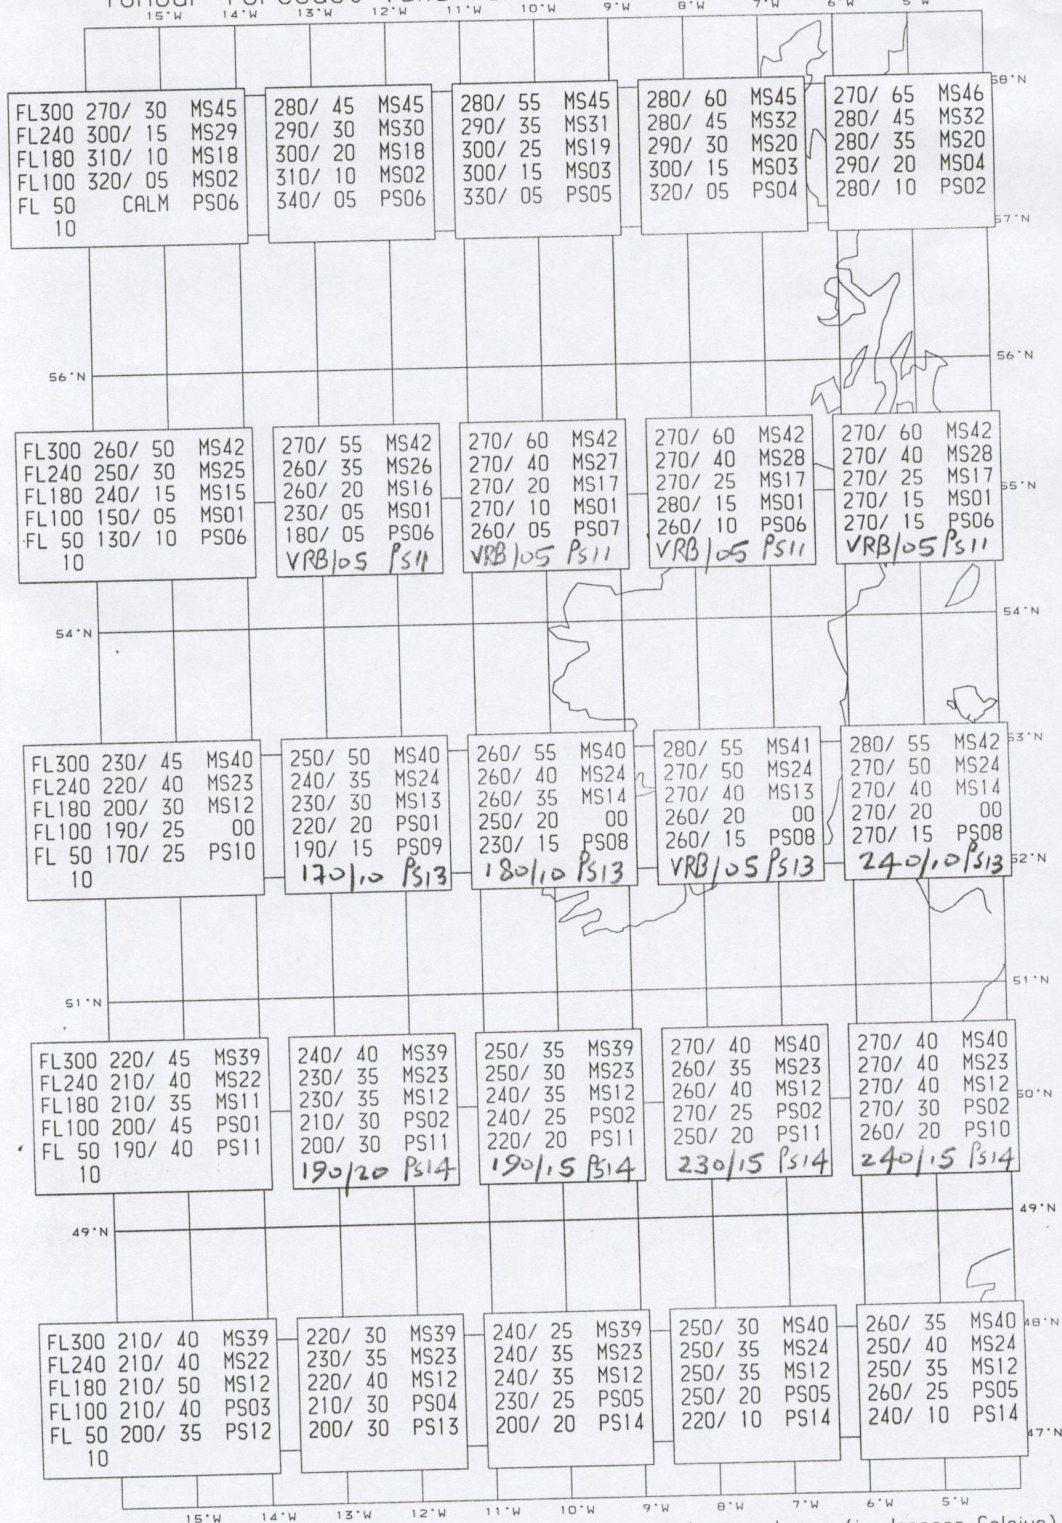 15°W 14°W 13°W 12°W 11°W 10°W 9°W 8°W 7°W 6°W 5°W
58°N
FL300 270/ 30 MS45 280/ 45 MS45 280/ 55 MS45 280/ 60 MS45 270/ 65 MS46
FL240 300/ 15 MS29 290/ 30 MS30 290/ 35 MS31 280/ 45 MS32 280/ 45 MS32
FL180 310/ 10 MS18 300/ 20 MS18 300/ 25 MS19 290/ 30 MS20 280/ 35 MS20
FL100 320/ 05 MS02 310/ 10 MS02 300/ 15 MS03 300/ 15 MS03 290/ 20 MS04
FL 50 CALM PS06 340/ 05 PS06 330/ 05 PS05 320/ 05 PS04 280/ 10 PS02
10
57°N
56°N 56°N
FL300 260/ 50 MS42 270/ 55 MS42 270/ 60 MS42 270/ 60 MS42 270/ 60 MS42
FL240 250/ 30 MS25 260/ 35 MS26 270/ 40 MS27 270/ 40 MS28 270/ 40 MS28
FL180 240/ 15 MS15 260/ 20 MS16 270/ 20 MS17 270/ 25 MS17 270/ 25 MS17 55°N
FL100 150/ 05 MS01 230/ 05 MS01 270/ 10 MS01 280/ 15 MS01 270/ 15 MS01
FL 50 130/ 10 PS06 180/ 05 PS06 260/ 05 PS07 260/ 10 PS06 270/ 15 PS06
10 VRB/05 PS11 VRB/05 PS11 VRB/05 PS11 VRB/05 PS11
54°N 54°N
53°N
FL300 230/ 45 MS40 250/ 50 MS40 260/ 55 MS40 280/ 55 MS41 280/ 55 MS42
FL240 220/ 40 MS23 240/ 35 MS24 260/ 40 MS24 270/ 50 MS24 270/ 50 MS24
FL180 200/ 30 MS12 230/ 30 MS13 260/ 35 MS14 270/ 40 MS13 270/ 40 MS14
FL100 190/ 25 00 220/ 20 PS01 250/ 20 00 260/ 20 00 270/ 20 00
FL 50 170/ 25 PS10 190/ 15 PS09 230/ 15 PS08 260/ 15 PS08 270/ 15 PS08
10 170/10 PS13 180/10 PS13 VRB/05 PS13 240/10 PS13 52°N
51°N 51°N
FL300 220/ 45 MS39 240/ 40 MS39 250/ 35 MS39 270/ 40 MS40 270/ 40 MS40
FL240 210/ 40 MS22 230/ 35 MS23 250/ 30 MS23 260/ 35 MS23 270/ 40 MS23
FL180 210/ 35 MS11 230/ 35 MS12 240/ 35 MS12 260/ 40 MS12 270/ 40 MS12 50°N
FL100 200/ 45 PS01 210/ 30 PS02 240/ 25 PS02 270/ 25 PS02 270/ 30 PS02
FL 50 190/ 40 PS11 200/ 30 PS11 220/ 20 PS11 250/ 20 PS11 260/ 20 PS10
10 190/20 PS14 190/15 PS14 230/15 PS14 240/15 PS14
49°N 49°N
FL300 210/ 40 MS39 220/ 30 MS39 240/ 25 MS39 250/ 30 MS40 260/ 35 MS40 48°N
FL240 210/ 40 MS22 230/ 35 MS23 240/ 35 MS23 250/ 35 MS24 250/ 40 MS24
FL180 210/ 50 MS12 220/ 40 MS12 240/ 35 MS12 250/ 35 MS12 250/ 35 MS12
FL100 210/ 40 PS03 210/ 30 PS04 230/ 25 PS05 250/ 20 PS05 260/ 25 PS05
FL 50 200/ 35 PS12 200/ 30 PS13 200/ 20 PS14 220/ 10 PS14 240/ 10 PS14
10
47°N
15°W 14°W 13°W 12°W 11°W 10°W 9°W 8°W 7°W 6°W 5°W
(in degrees Celsius)